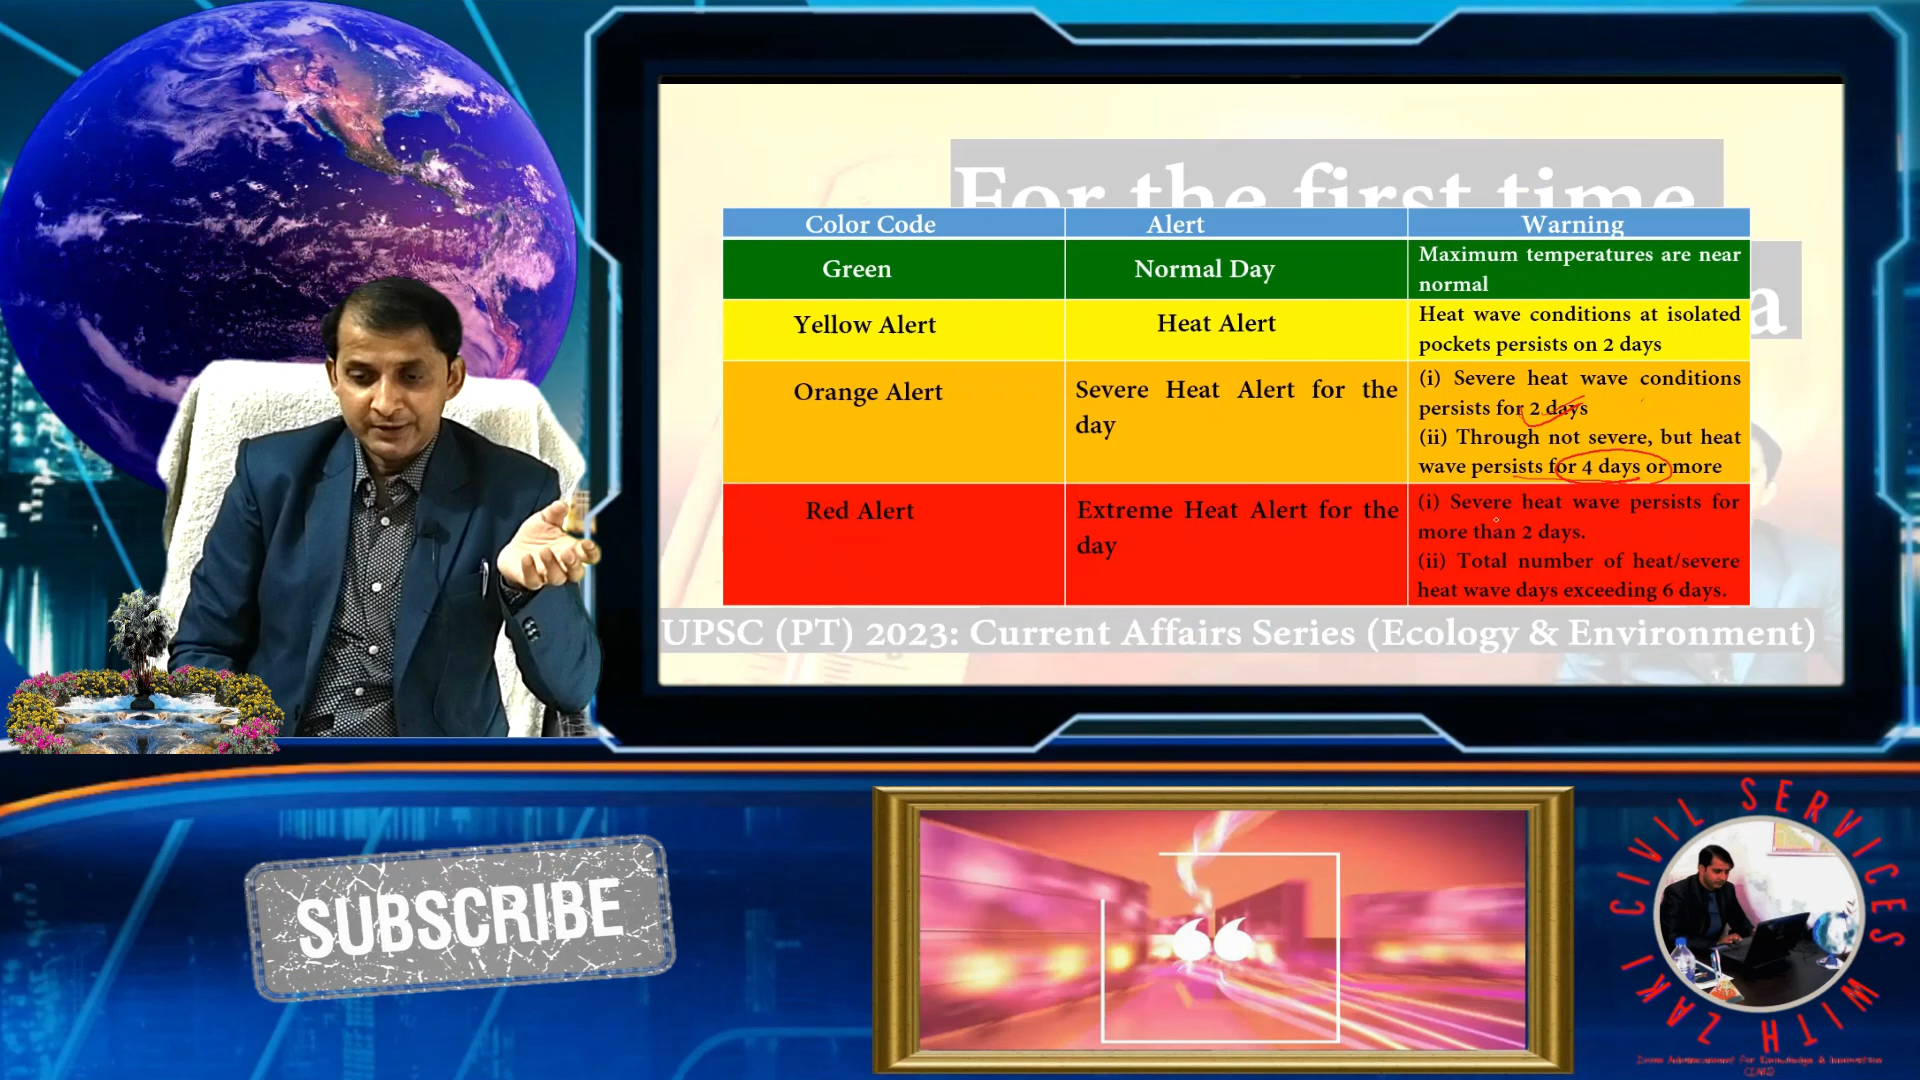 For the first time
a
Color Code
Alert
Warning
Green
Normal Day
Maximum temperatures are near
normal
Yellow Alert
Heat Alert
Heat wave conditions at isolated
pockets persists on 2 days
Orange Alert
Severe Heat Alert for the
day
(i) Severe heat wave conditions
persists for 2 days
(ii) Through not severe, but heat
wave persists for 4 days or more
Red Alert
Extreme Heat Alert for the
day
(i) Severe heat wave persists for
more than 2 days.
(ii) Total number of heat/severe
heat wave days exceeding 6 days.
UPSC (PT) 2023: Current Affairs Series (Ecology & Environment)
SUBSCRIBE
CIVIL SERVICES WITH ZAKI